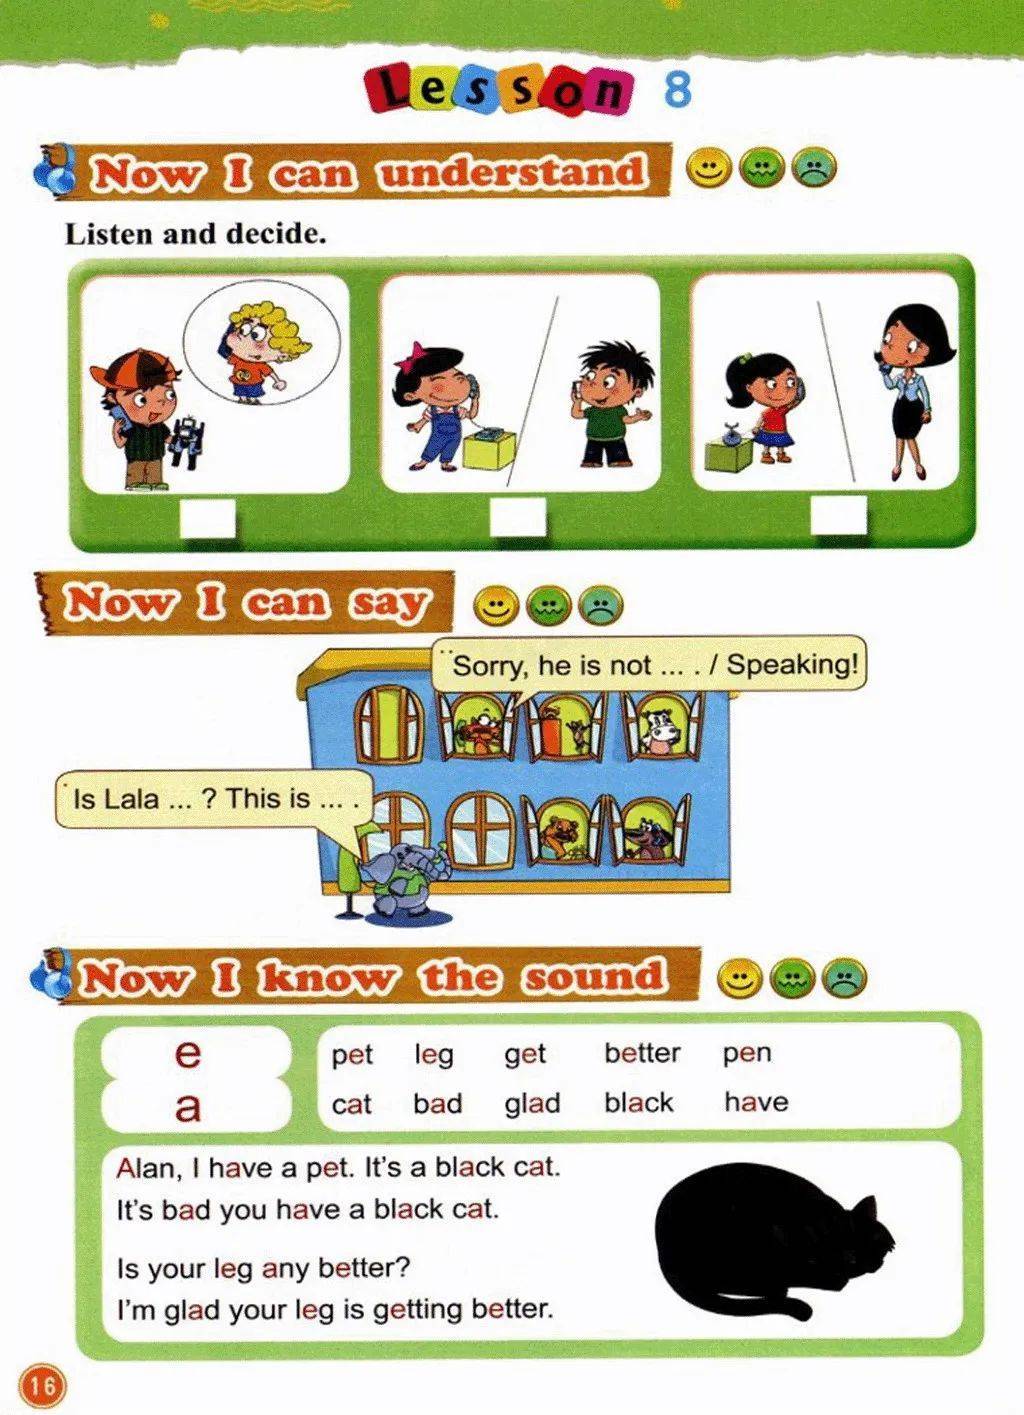 Lesson 8
Now I can understand
Listen and decide.
Now I can say
Sorry, he is not ... . / Speaking!
Is Lala ... ? This is ... .
Now I know the sound
e
pet leg get better pen
a
cat bad glad black have
Alan, I have a pet. It's a black cat.
It's bad you have a black cat.
Is your leg any better?
I'm glad your leg is getting better.
16